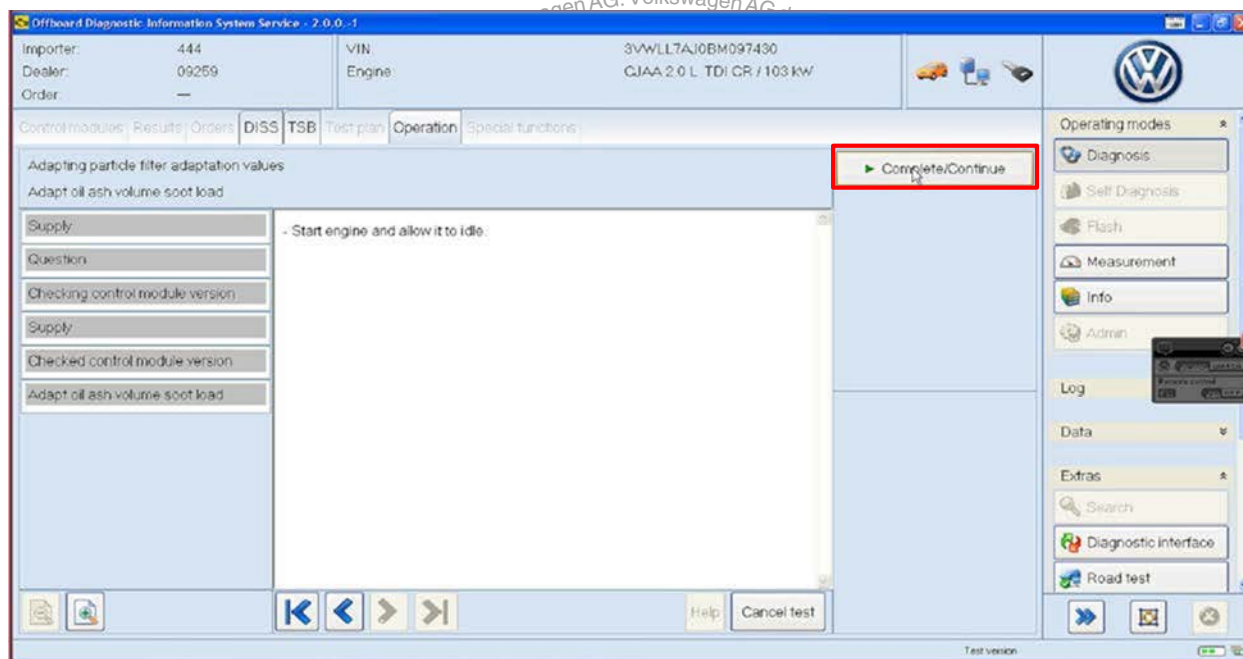 agen AG. Volkswagen AG
Offboard Diagnostic Information System Service - 2.0.0.-1
Importer: 444
Dealer: 09259
Order: —
VIN: 3VWLL7AJ0BM097430
Engine: CJAA 2.0 L TDI CR / 103 kW
Control modules Results Orders DISS TSB Test plan Operation Special functions
Adapting particle filter adaptation values
Adapt oil ash volume soot load
Complete/Continue
Supply
Question
Checking control module version
Supply
Checked control module version
Adapt oil ash volume soot load
- Start engine and allow it to idle.
Help
Cancel test
Operating modes
Diagnosis
Self Diagnosis
Flash
Measurement
Info
Admin
Log
Data
Extras
Search
Diagnostic interface
Road test
Test version